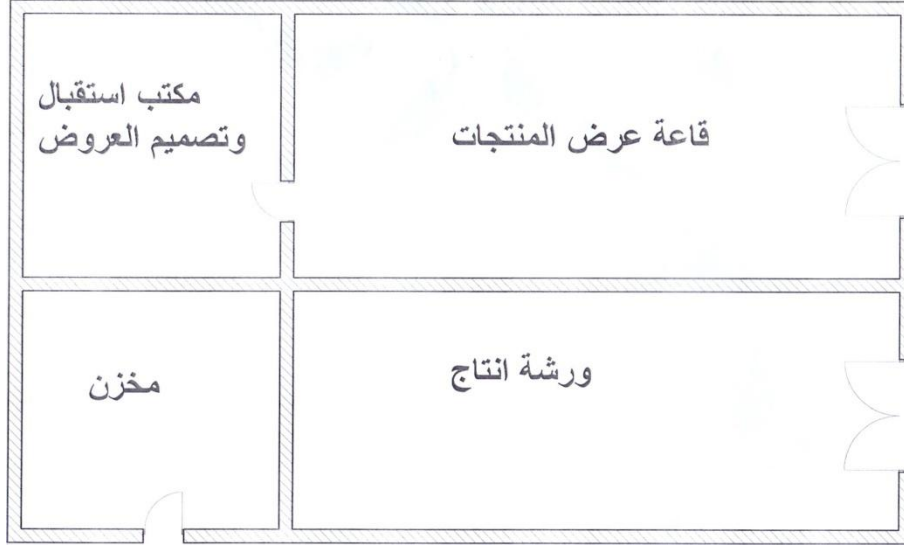 مكتب استقبال
وتصميم العروض
قاعة عرض المنتجات
مخزن
ورشة انتاج